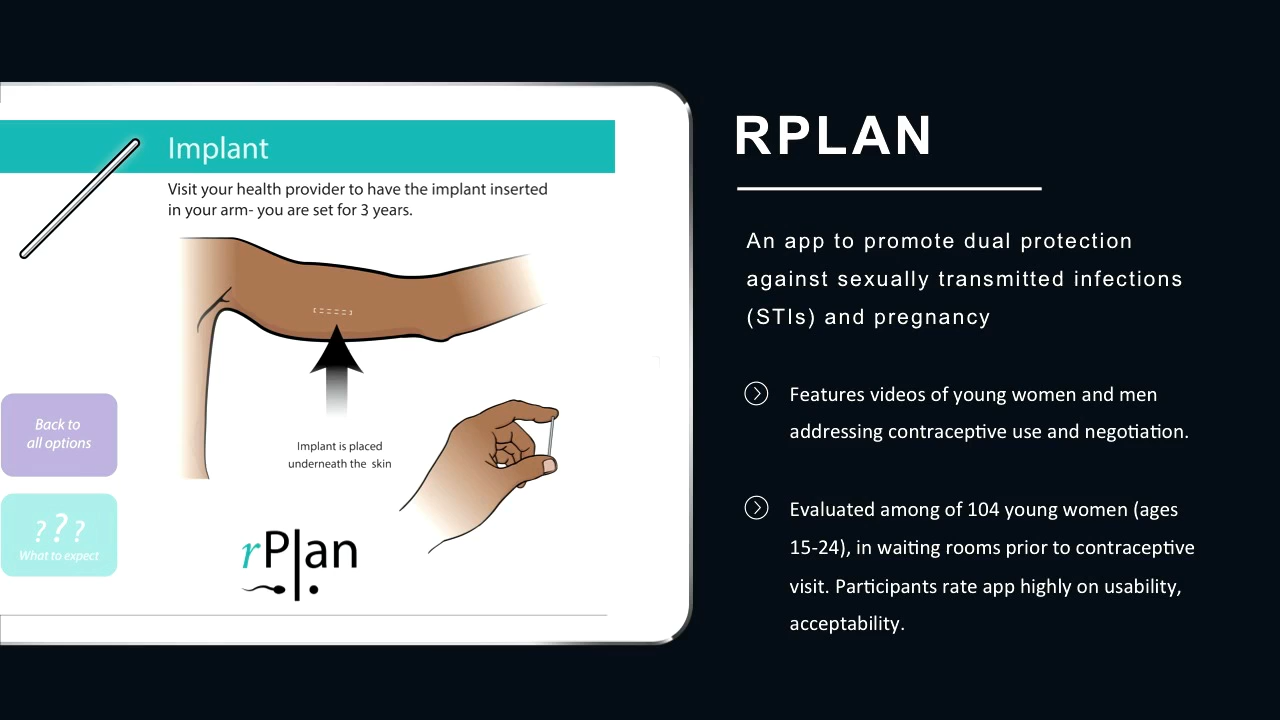 Implant
Visit your health provider to have the implant inserted
in your arm- you are set for 3 years.
Back to
all options
Implant is placed
underneath the skin
? ? ?
What to expect
rPlan
RPLAN
An app to promote dual protection
against sexually transmitted infections
(STIs) and pregnancy
Features videos of young women and men
addressing contraceptive use and negotiation.
Evaluated among of 104 young women (ages
15-24), in waiting rooms prior to contraceptive
visit. Participants rate app highly on usability,
acceptability.